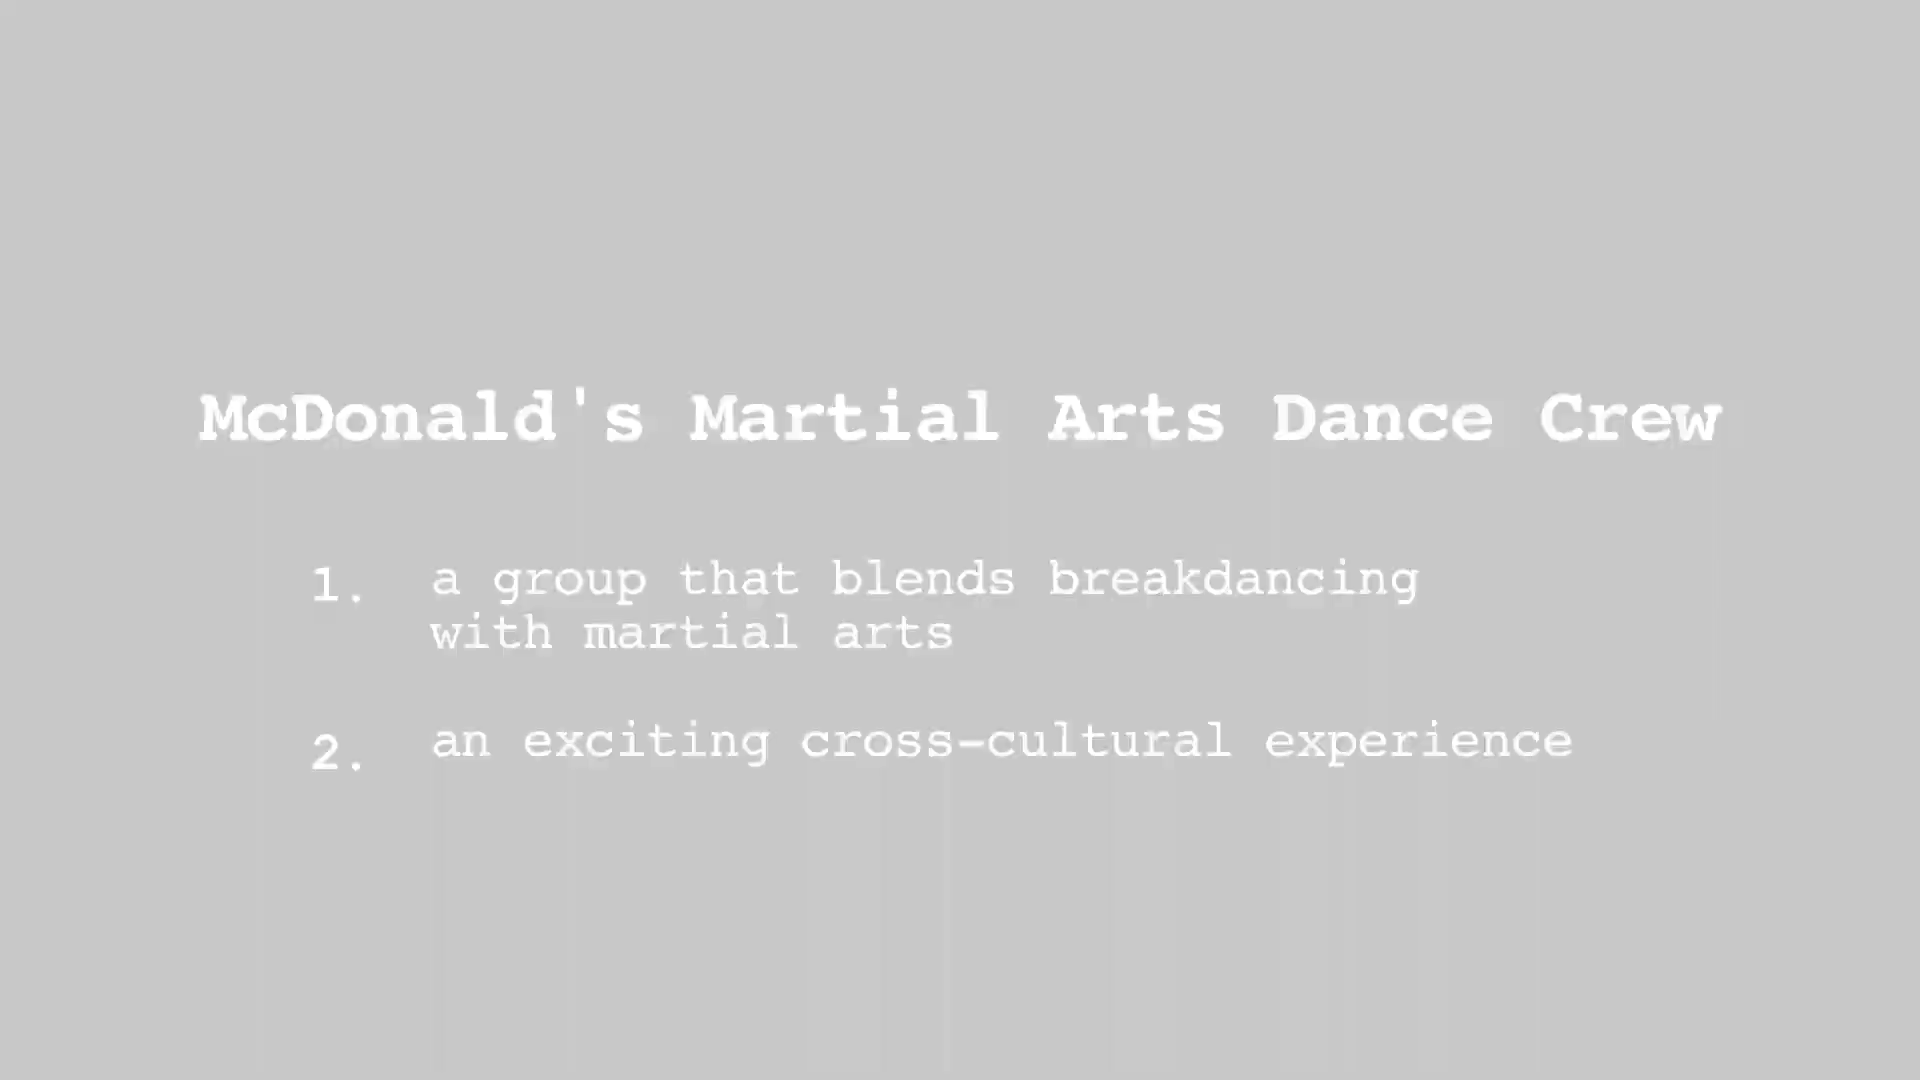 McDonald's Martial Arts Dance Crew
1. a group that blends breakdancing
with martial arts
2. an exciting cross-cultural experience